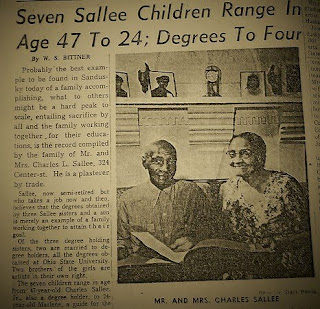 Seven Sallee Children Range In
Age 47 To 24; Degrees To Four
By W. S. BITTNER
Probably the best exam-
ple to be found in Sandus-
ky today of a family accom-
plishing, what to others
might be a hard peak to
scale, entailing sacrifice by
all and the family working
together for their educa-
tions, is the record compiled
by the family of Mr. and
Mrs. Charles L. Sallee, 324
Center-st. He is a plasterer
by trade.
Sallee, now semi-retired but
who takes a job now and then,
believes that the degrees obtained
by three Sallee sisters and a son
is merely an example of a family
working together to attain their
goal.
Of the three degree holding
sisters, two are married to de-
gree holders, all the degrees ob-
tained at Ohio State University.
Two brothers of the girls are
artists in their own right.
The seven children range in age
from 47-year-old Charles Sallee,
Jr., also a degree holder, to 24-
year-old Marlene, a guide for the
MR. AND MRS. CHARLES SALLEE